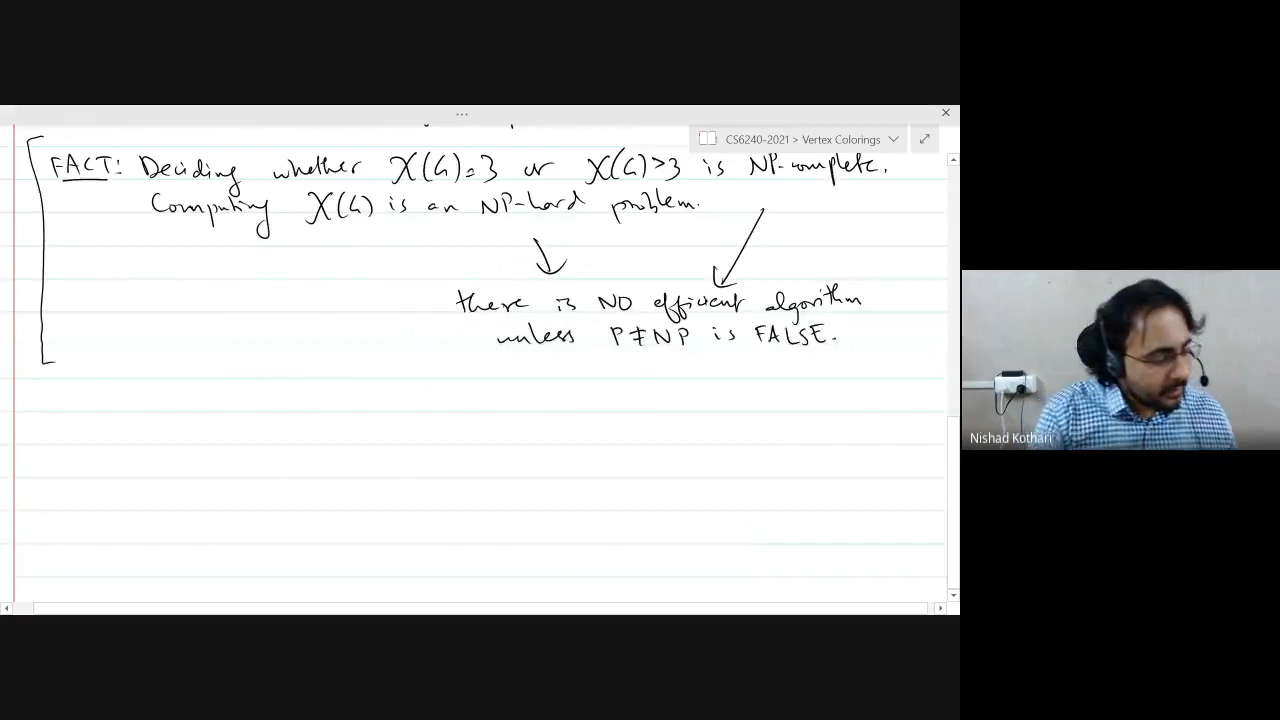 CS6240-2021 > Vertex Colorings
FACT: Deciding whether χ(G)=3 or χ(G)>3 is NP-complete.
Computing χ(G) is an NP-hard problem.
there is NO efficient algorithm
unless P≠NP is FALSE.
Nishad Kothari